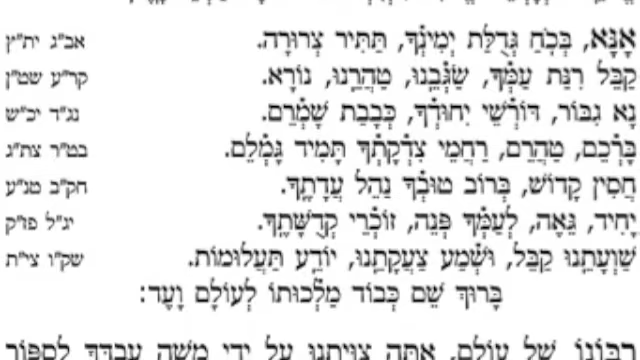 אָנָּא, בְּכֹחַ גְּדֻלַּת יְמִינְךָ, תַּתִּיר צְרוּרָה. אב״ג ית״ץ
קַבֵּל רִנַּת עַמְּךָ, שַׂגְּבֵנוּ, טַהֲרֵנוּ, נוֹרָא. קר״ע שט״ן
נָא גִבּוֹר, דּוֹרְשֵׁי יִחוּדְךָ, כְּבָבַת שָׁמְרֵם. נג״ד יכ״ש
בָּרְכֵם, טַהֲרֵם, רַחֲמֵי צִדְקָתְךָ תָּמִיד גָּמְלֵם. בט״ר צת״ג
חֲסִין קָדוֹשׁ, בְּרוֹב טוּבְךָ נַהֵל עֲדָתֶךָ. חק״ב טנ״ע
יָחִיד, גֵּאֶה, לְעַמְּךָ פְּנֵה, זוֹכְרֵי קְדֻשָּׁתֶךָ. יג״ל פז״ק
שַׁוְעָתֵנוּ קַבֵּל, וּשְׁמַע צַעֲקָתֵנוּ, יוֹדֵעַ תַּעֲלוּמוֹת. שק״ו צי״ת
בָּרוּךְ שֵׁם כְּבוֹד מַלְכוּתוֹ לְעוֹלָם וָעֶד:
רִבּוֹנוֹ שֶׁל עוֹלָם, אַתָּה צִוִּיתָנוּ עַל יְדֵי מֹשֶׁה עַבְדֶּךָ לִסְפּוֹר